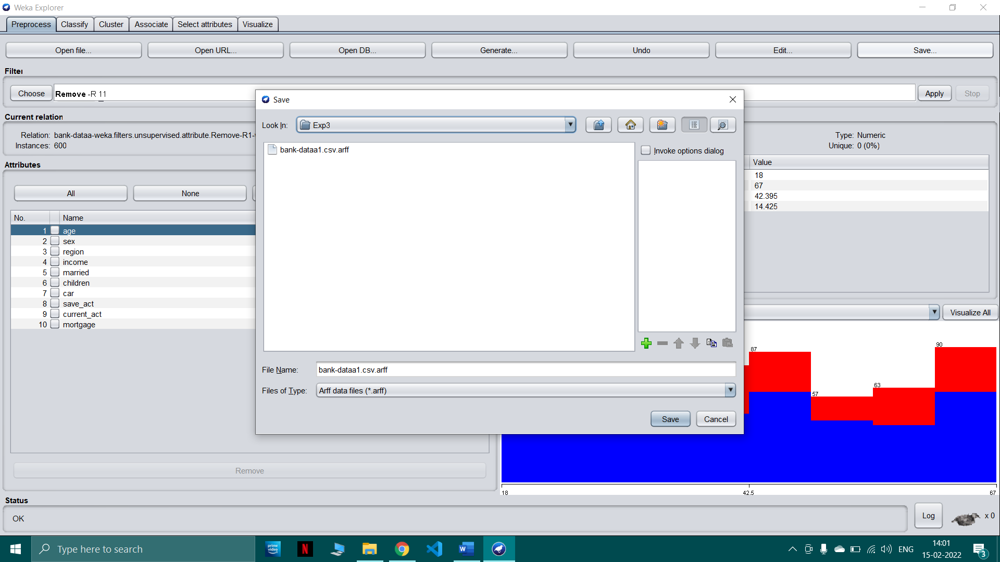 Weka Explorer
Preprocess Classify Cluster Associate Select attributes Visualize
Open file... Open URL... Open DB... Generate... Undo Edit... Save...
Filter
Choose Remove -R 11 Apply Stop
Save
Current relation
Look In: Exp3
Relation: bank-dataa-weka.filters.unsupervised.attribute.Remove-R1- Type: Numeric
Instances: 600 Unique: 0 (0%)
bank-dataa1.csv.arff
Invoke options dialog
Attributes
Value
18
67
42.395
14.425
All None
No. Name
1 age
2 sex
3 region
4 income
5 married
6 children
7 car
8 save_act
9 current_act
10 mortgage
Visualize All
87
57
63
90
File Name: bank-dataa1.csv.arff
Files of Type: Arff data files (*.arff)
Save Cancel
Remove
18 42.5 67
Status
OK
Log x 0
Type here to search
prime video
N
W
ENG
14:01
15-02-2022
3